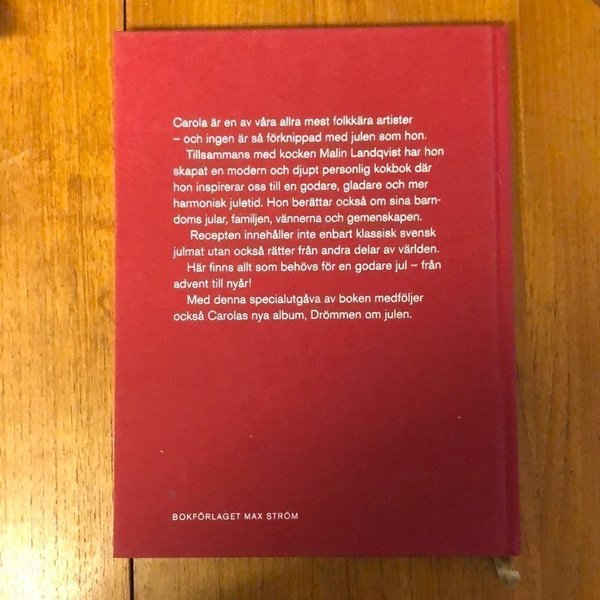 Carola är en av våra allra mest folkkära artister
– och ingen är så förknippad med julen som hon.
Tillsammans med kocken Malin Landqvist har hon
skapat en modern och djupt personlig kokbok där
hon inspirerar oss till en godare, gladare och mer
harmonisk juletid. Hon berättar också om sina barn-
doms jular, familjen, vännerna och gemenskapen.
Recepten innehåller inte enbart klassisk svensk
julmat utan också rätter från andra delar av världen.
Här finns allt som behövs för en godare jul – från
advent till nyår!
Med denna specialutgåva av boken medföljer
också Carolas nya album, Drömmen om julen.
BOKFÖRLAGET MAX STRÖM